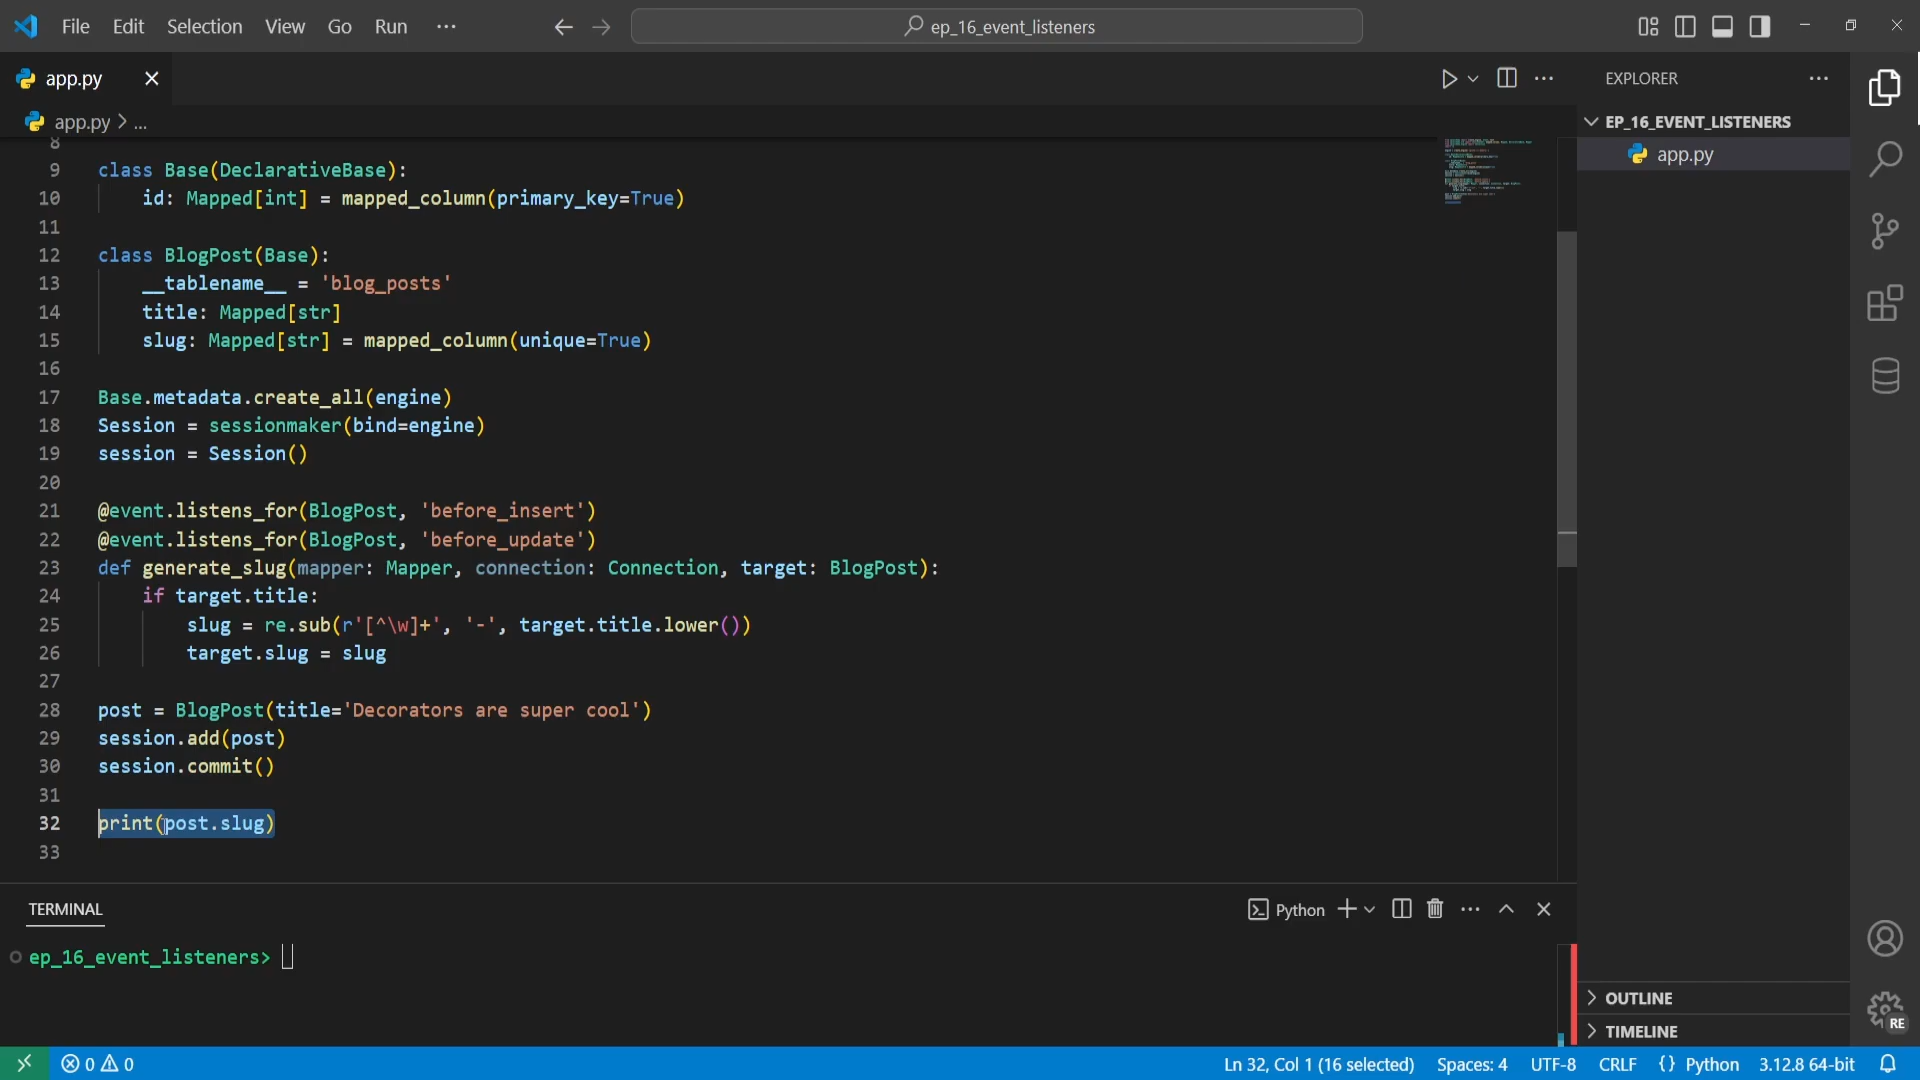 File Edit Selection View Go Run ···
ep_16_event_listeners
app.py
EXPLORER
app.py > ...
EP_16_EVENT_LISTENERS
app.py
8
9 class Base(DeclarativeBase):
10 id: Mapped[int] = mapped_column(primary_key=True)
11
12 class BlogPost(Base):
13 __tablename__ = 'blog_posts'
14 title: Mapped[str]
15 slug: Mapped[str] = mapped_column(unique=True)
16
17 Base.metadata.create_all(engine)
18 Session = sessionmaker(bind=engine)
19 session = Session()
20
21 @event.listens_for(BlogPost, 'before_insert')
22 @event.listens_for(BlogPost, 'before_update')
23 def generate_slug(mapper: Mapper, connection: Connection, target: BlogPost):
24 if target.title:
25 slug = re.sub(r'[^\w]+', '-', target.title.lower())
26 target.slug = slug
27
28 post = BlogPost(title='Decorators are super cool')
29 session.add(post)
30 session.commit()
31
32 print(post.slug)
33
TERMINAL
Python
ep_16_event_listeners>
OUTLINE
TIMELINE
RE
0 0
Ln 32, Col 1 (16 selected) Spaces: 4 UTF-8 CRLF {} Python 3.12.8 64-bit